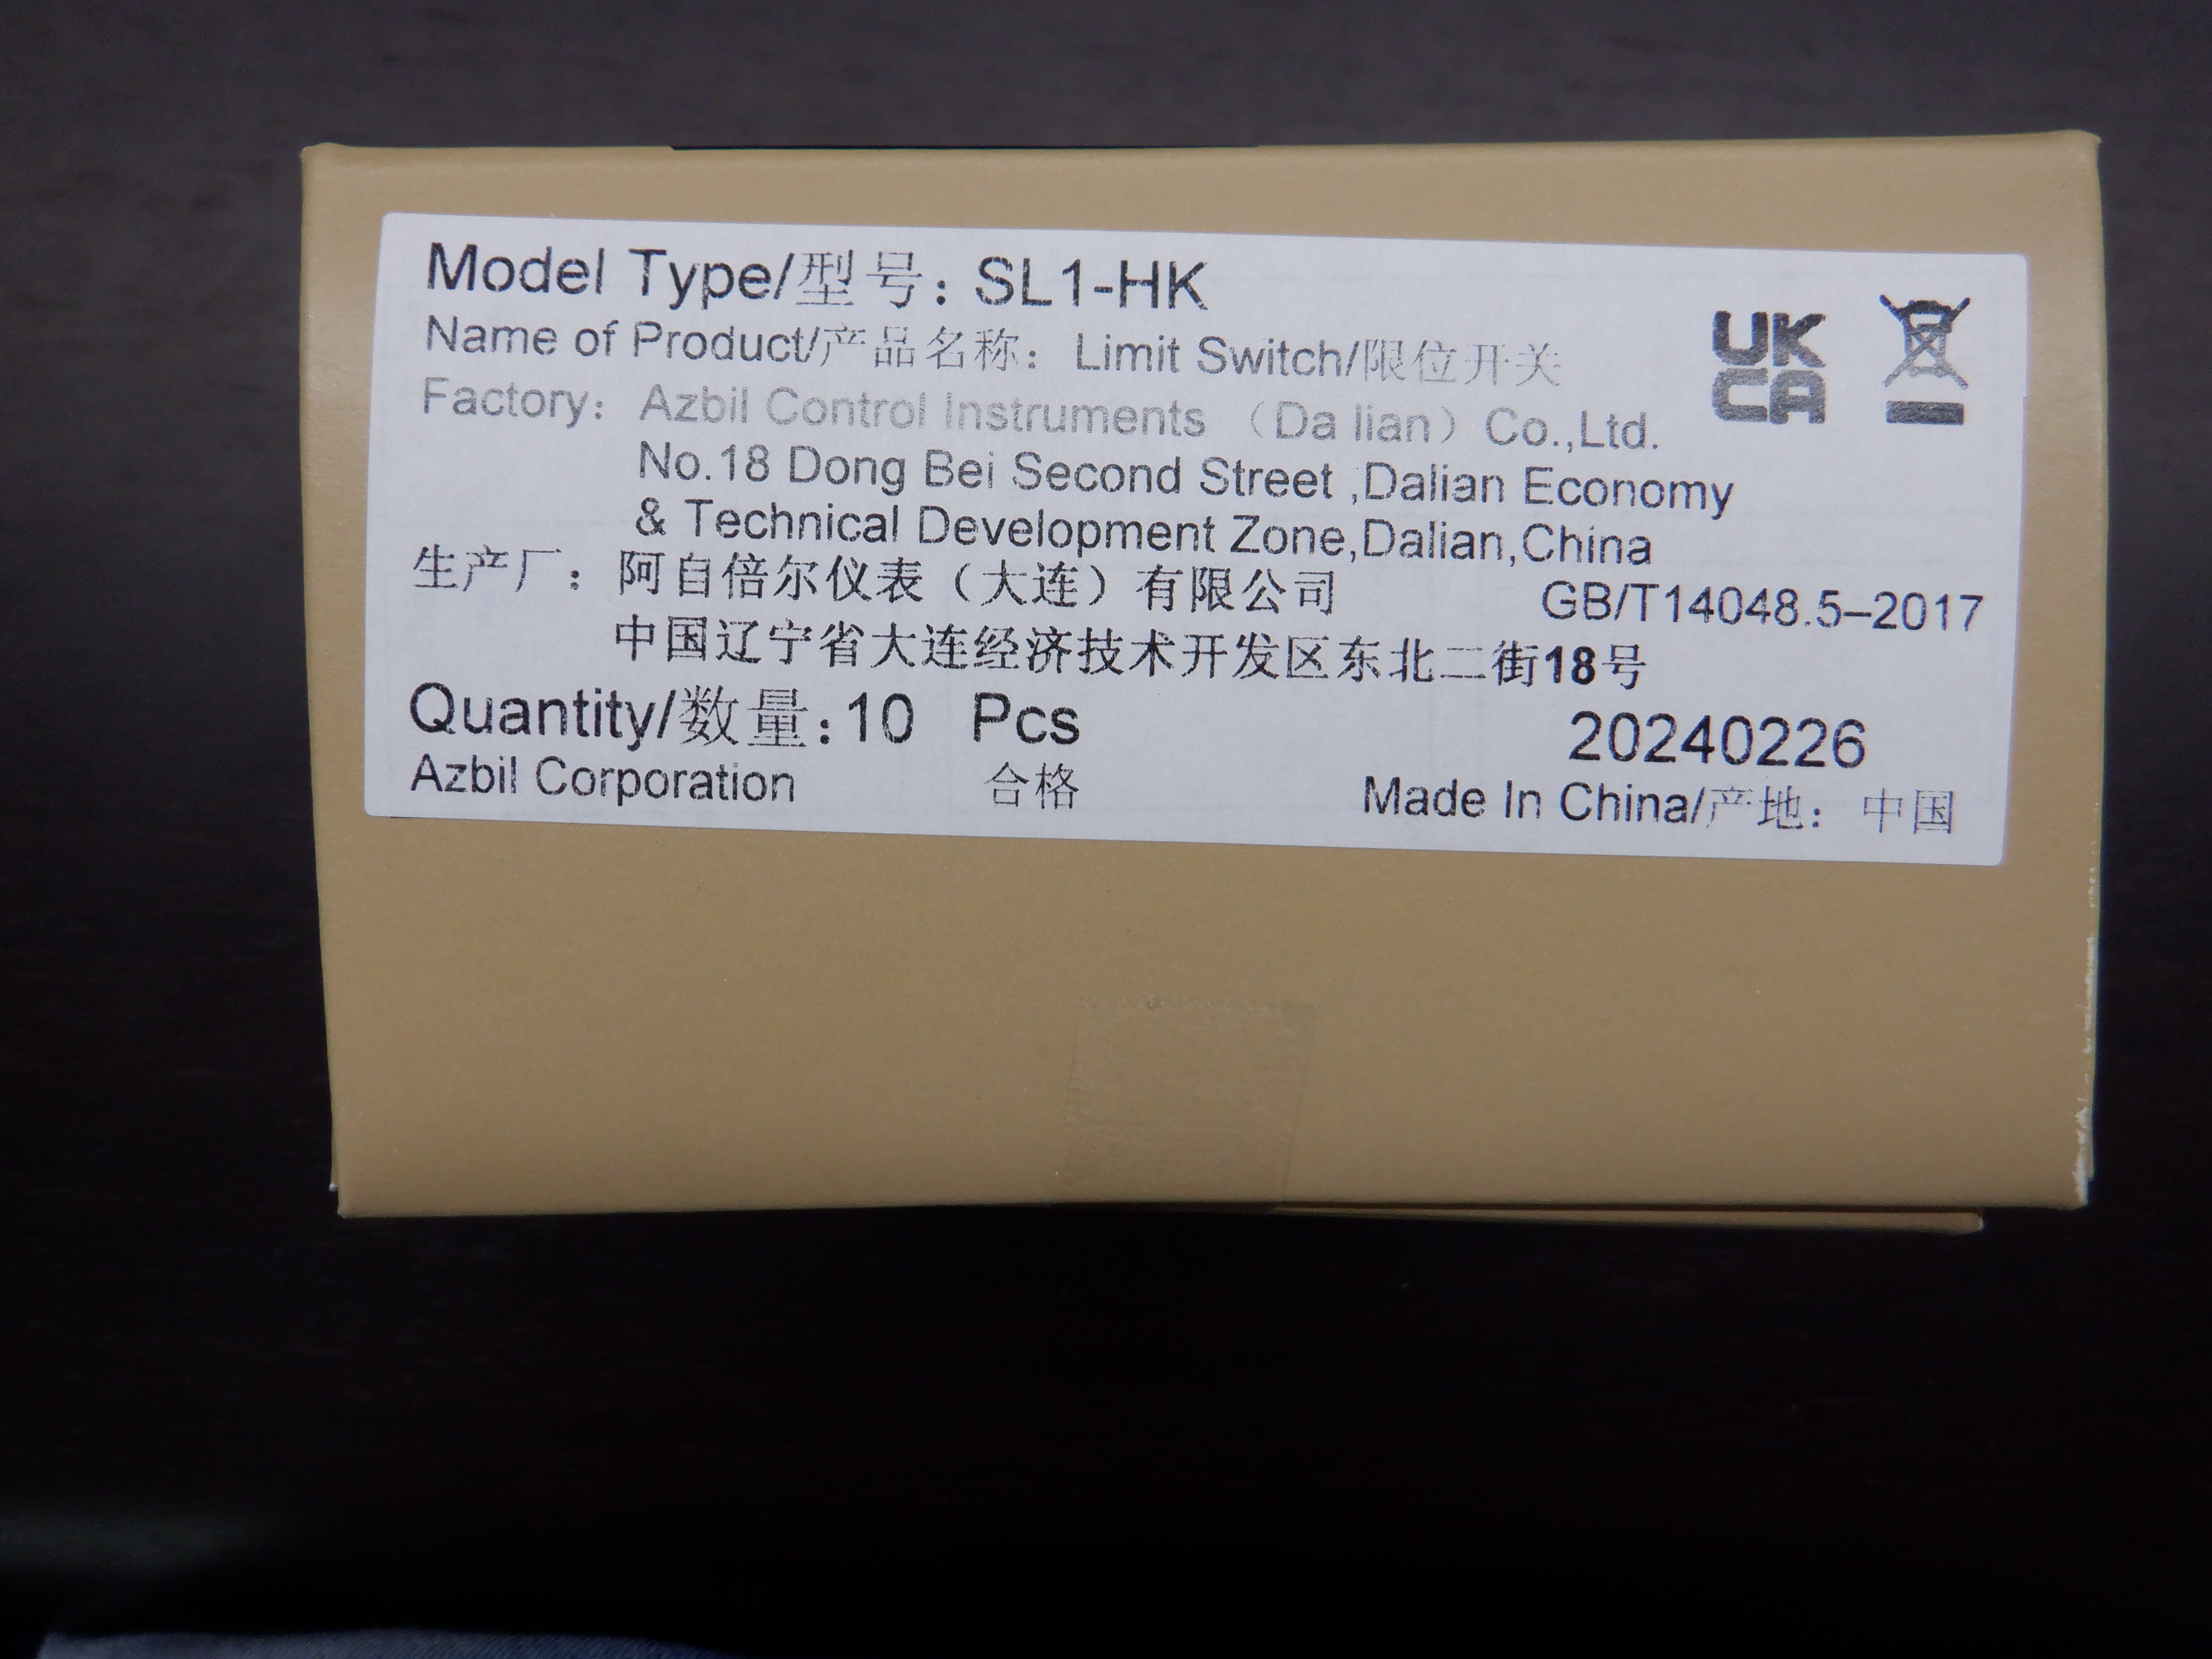 Model Type/型号: SL1-HK
Name of Product/产品名称: Limit Switch/限位开关
UK
CA
Factory: Azbil Control Instruments （Da lian）Co.,Ltd.
No.18 Dong Bei Second Street ,Dalian Economy
& Technical Development Zone,Dalian,China
生产厂: 阿自倍尔仪表（大连）有限公司 GB/T14048.5–2017
中国辽宁省大连经济技术开发区东北二街18号
Quantity/数量:10 Pcs 20240226
Azbil Corporation 合格 Made In China/产地: 中国